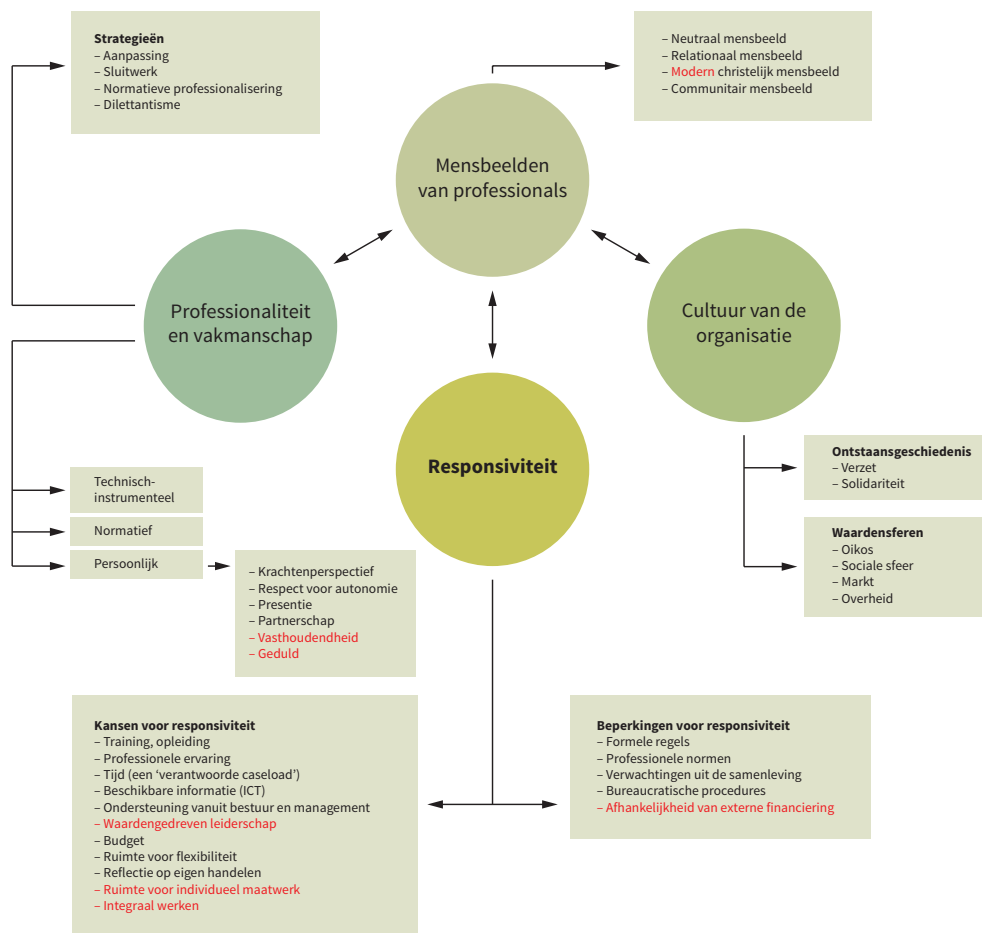 Strategieën
– Aanpassing
– Sluitwerk
– Normatieve professionalisering
– Dilettantisme
– Neutraal mensbeeld
– Relationaal mensbeeld
– Modern christelijk mensbeeld
– Communitair mensbeeld
Mensbeelden
van professionals
Professionaliteit
en vakmanschap
Cultuur van de
organisatie
Responsiviteit
Ontstaansgeschiedenis
– Verzet
– Solidariteit
Waardensferen
– Oikos
– Sociale sfeer
– Markt
– Overheid
Technisch-
instrumenteel
Normatief
Persoonlijk
– Krachtenperspectief
– Respect voor autonomie
– Presentie
– Partnerschap
– Vasthoudendheid
– Geduld
Kansen voor responsiviteit
– Training, opleiding
– Professionele ervaring
– Tijd (een ‘verantwoorde caseload’)
– Beschikbare informatie (ICT)
– Ondersteuning vanuit bestuur en management
– Waardengedreven leiderschap
– Budget
– Ruimte voor flexibiliteit
– Reflectie op eigen handelen
– Ruimte voor individueel maatwerk
– Integraal werken
Beperkingen voor responsiviteit
– Formele regels
– Professionele normen
– Verwachtingen uit de samenleving
– Bureaucratische procedures
– Afhankelijkheid van externe financiering